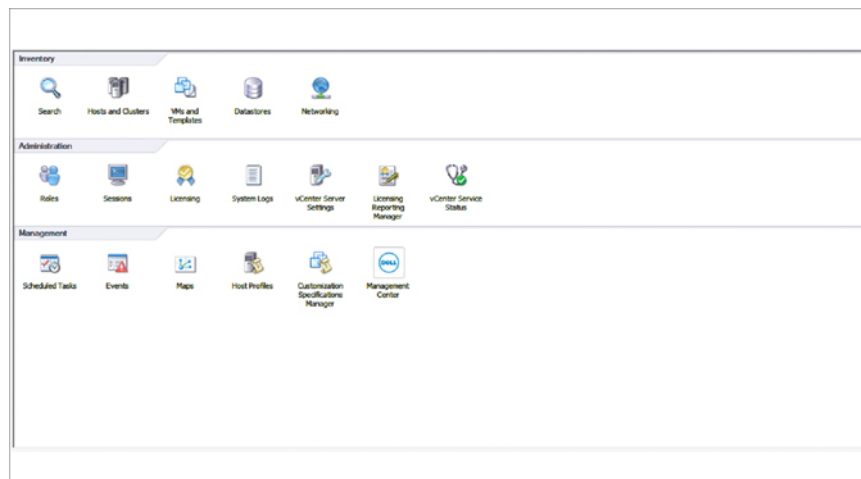 Inventory
Search Hosts and Clusters VMs and Templates Datastores Networking
Administration
Roles Sessions Licensing System Logs vCenter Server Settings Licensing Reporting Manager vCenter Service Status
Management
Scheduled Tasks Events Maps Host Profiles Customization Specifications Manager DELL Management Center